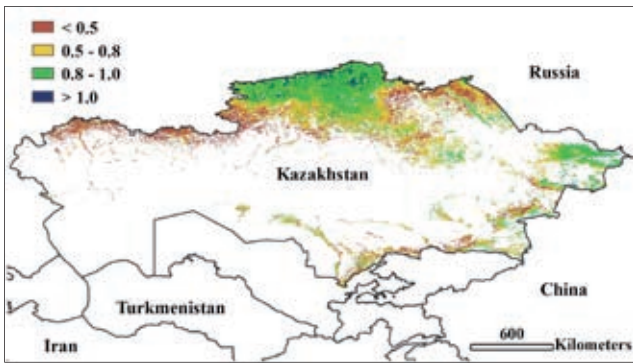 < 0.5
0.5 - 0.8
0.8 - 1.0
> 1.0
Russia
Kazakhstan
China
Turkmenistan
Iran
600
Kilometers